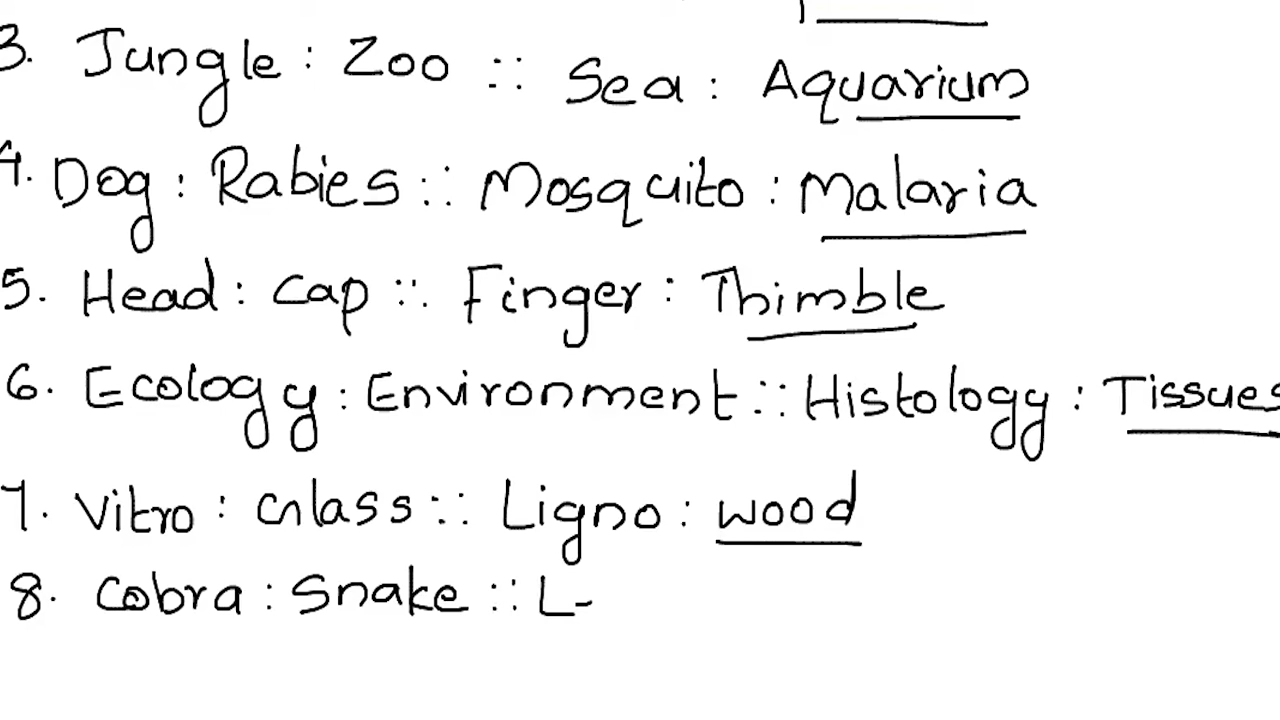 3. Jungle : Zoo :: Sea : Aquarium
4. Dog : Rabies :: Mosquito : Malaria
5. Head : Cap :: Finger : Thimble
6. Ecology : Environment :: Histology : Tissues
7. Vitro : Glass :: Ligno : wood
8. Cobra : Snake :: L